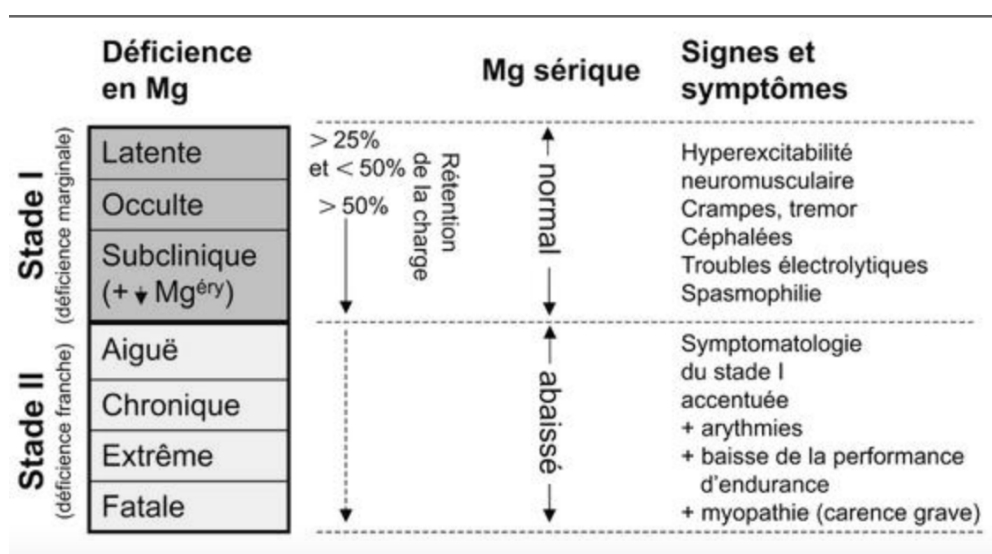 Déficience
en Mg
Mg sérique
Signes et
symptômes
Stade I
(déficience marginale)
Latente
Occulte
Subclinique
(+ ↓ Mgéry)
> 25%
et < 50%
> 50%
Rétention
de la charge
normal
Hyperexcitabilité
neuromusculaire
Crampes, tremor
Céphalées
Troubles électrolytiques
Spasmophilie
Stade II
(déficience franche)
Aiguë
Chronique
Extrême
Fatale
abaissé
Symptomatologie
du stade I
accentuée
+ arythmies
+ baisse de la performance
d'endurance
+ myopathie (carence grave)